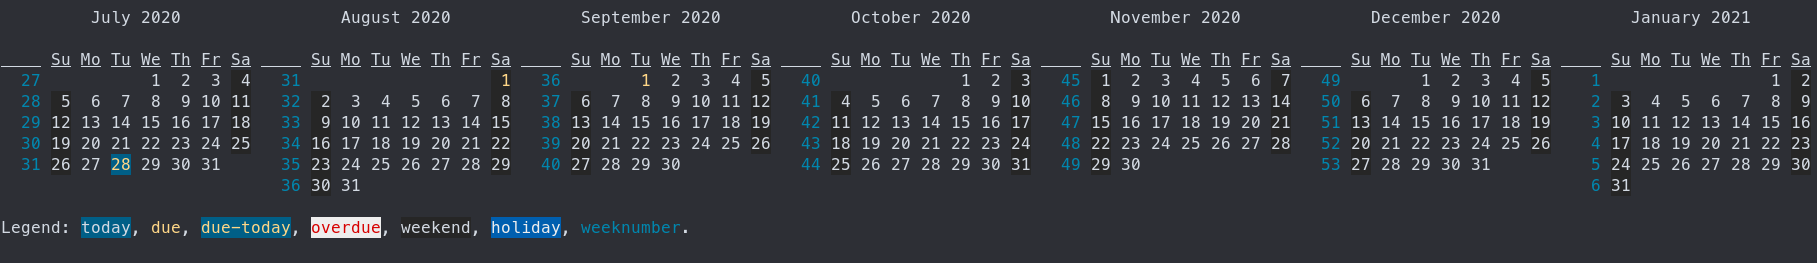 July 2020 August 2020 September 2020 October 2020 November 2020 December 2020 January 2021
Su Mo Tu We Th Fr Sa Su Mo Tu We Th Fr Sa Su Mo Tu We Th Fr Sa Su Mo Tu We Th Fr Sa Su Mo Tu We Th Fr Sa Su Mo Tu We Th Fr Sa Su Mo Tu We Th Fr Sa
27 1 2 3 4 31 1 36 1 2 3 4 5 40 1 2 3 45 1 2 3 4 5 6 7 49 1 2 3 4 5 1 1 2
28 5 6 7 8 9 10 11 32 2 3 4 5 6 7 8 37 6 7 8 9 10 11 12 41 4 5 6 7 8 9 10 46 8 9 10 11 12 13 14 50 6 7 8 9 10 11 12 2 3 4 5 6 7 8 9
29 12 13 14 15 16 17 18 33 9 10 11 12 13 14 15 38 13 14 15 16 17 18 19 42 11 12 13 14 15 16 17 47 15 16 17 18 19 20 21 51 13 14 15 16 17 18 19 3 10 11 12 13 14 15 16
30 19 20 21 22 23 24 25 34 16 17 18 19 20 21 22 39 20 21 22 23 24 25 26 43 18 19 20 21 22 23 24 48 22 23 24 25 26 27 28 52 20 21 22 23 24 25 26 4 17 18 19 20 21 22 23
31 26 27 28 29 30 31 35 23 24 25 26 27 28 29 40 27 28 29 30 44 25 26 27 28 29 30 31 49 29 30 53 27 28 29 30 31 5 24 25 26 27 28 29 30
36 30 31 6 31
Legend: today, due, due-today, overdue, weekend, holiday, weeknumber.